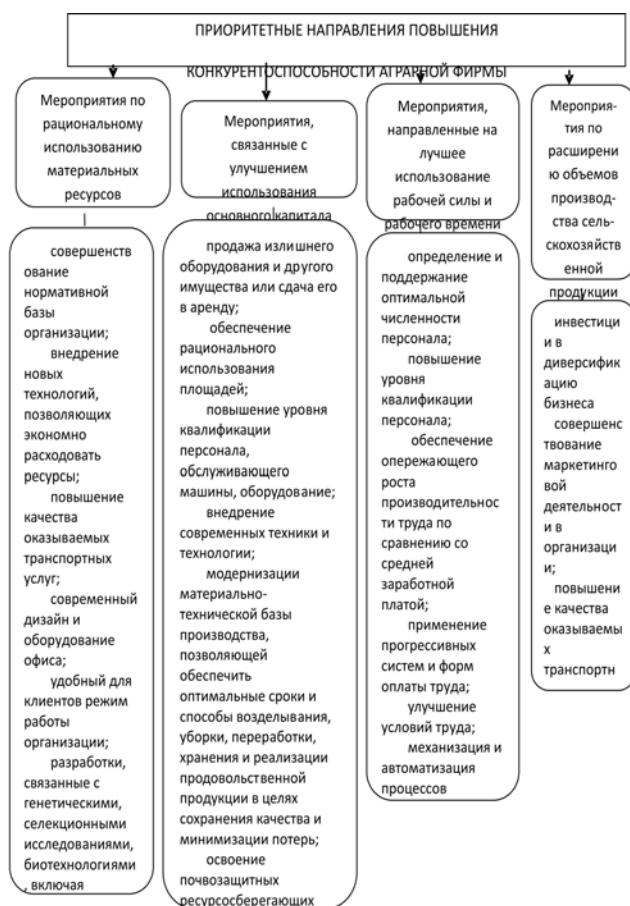 ПРИОРИТЕТНЫЕ НАПРАВЛЕНИЯ ПОВЫШЕНИЯ
КОНКУРЕНТОСПОСОБНОСТИ АГРАРНОЙ ФИРМЫ
Мероприятия по
рациональному
использованию
материальных
ресурсов
совершенств
ование
нормативной
базы
организации;
внедрение
новых
технологий,
позволяющих
экономно
расходовать
ресурсы;
повышение
качества
оказываемых
транспортных
услуг;
современный
дизайн и
оборудование
офиса;
удобный для
клиентов режим
работы
организации;
разработки,
связанные с
генетическими,
селекционными
исследованиями,
биотехнологиями
, включая
Мероприятия,
связанные с
улучшением
использования
основного капитала
продажа излишнего
оборудования и другого
имущества или сдача его
в аренду;
обеспечение
рационального
использования
площадей;
повышение уровня
квалификации
персонала,
обслуживающего
машины, оборудование;
внедрение
современных техники и
технологии;
модернизации
материально-
технической базы
производства,
позволяющей
обеспечить
оптимальные сроки и
способы возделывания,
уборки, переработки,
хранения и реализации
продовольственной
продукции в целях
сохранения качества и
минимизации потерь;
освоение
почвозащитных
ресурсосберегающих
Мероприятия,
направленные на
лучшее
использование
рабочей силы и
рабочего времени
определение и
поддержание
оптимальной
численности
персонала;
повышение
уровня
квалификации
персонала;
обеспечение
опережающего
роста
производительнос
ти труда по
сравнению со
средней
заработной
платой;
применение
прогрессивных
систем и форм
оплаты труда;
улучшение
условий труда;
механизация и
автоматизация
процессов
Мероприя-
тия по
расширени
ю объемов
производ-
ства сель-
скохозяйств
енной
продукции
инвестици
и в
диверсифик
ацию
бизнеса
совершенс
твование
маркетинго
вой
деятельност
и в
организаци
и;
повышени
е качества
оказываемы
х
транспортн